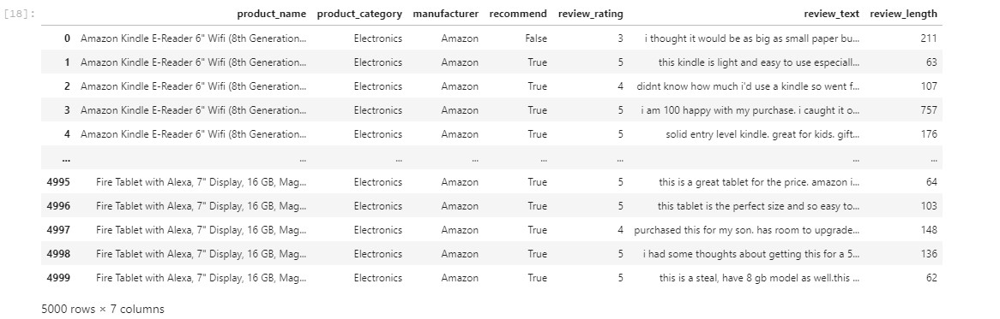 [18]: product_name product_category manufacturer recommend review_rating review_text review_length
0 Amazon Kindle E-Reader 6" Wifi (8th Generation... Electronics Amazon False 3 i thought it would be as big as small paper bu... 211
1 Amazon Kindle E-Reader 6" Wifi (8th Generation... Electronics Amazon True 5 this kindle is light and easy to use especiall... 63
2 Amazon Kindle E-Reader 6" Wifi (8th Generation... Electronics Amazon True 4 didnt know how much i'd use a kindle so went f... 107
3 Amazon Kindle E-Reader 6" Wifi (8th Generation... Electronics Amazon True 5 i am 100 happy with my purchase. i caught it o... 757
4 Amazon Kindle E-Reader 6" Wifi (8th Generation... Electronics Amazon True 5 solid entry level kindle. great for kids. gift... 176
... ... ... ... ... ... ... ...
4995 Fire Tablet with Alexa, 7" Display, 16 GB, Mag... Electronics Amazon True 5 this is a great tablet for the price. amazon i... 64
4996 Fire Tablet with Alexa, 7" Display, 16 GB, Mag... Electronics Amazon True 5 this tablet is the perfect size and so easy to... 103
4997 Fire Tablet with Alexa, 7" Display, 16 GB, Mag... Electronics Amazon True 4 purchased this for my son. has room to upgrade... 148
4998 Fire Tablet with Alexa, 7" Display, 16 GB, Mag... Electronics Amazon True 5 i had some thoughts about getting this for a 5... 136
4999 Fire Tablet with Alexa, 7" Display, 16 GB, Mag... Electronics Amazon True 5 this is a steal, have 8 gb model as well.this ... 62
5000 rows × 7 columns